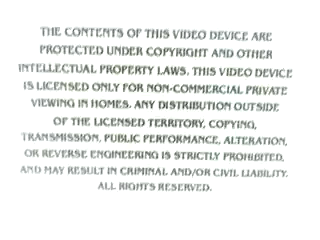 THE CONTENTS OF THIS VIDEO DEVICE ARE
PROTECTED UNDER COPYRIGHT AND OTHER
INTELLECTUAL PROPERTY LAWS. THIS VIDEO DEVICE
IS LICENSED ONLY FOR NON-COMMERCIAL PRIVATE
VIEWING IN HOMES. ANY DISTRIBUTION OUTSIDE
OF THE LICENSED TERRITORY, COPYING,
TRANSMISSION, PUBLIC PERFORMANCE, ALTERATION,
OR REVERSE ENGINEERING IS STRICTLY PROHIBITED,
AND MAY RESULT IN CRIMINAL AND/OR CIVIL LIABILITY.
ALL RIGHTS RESERVED.